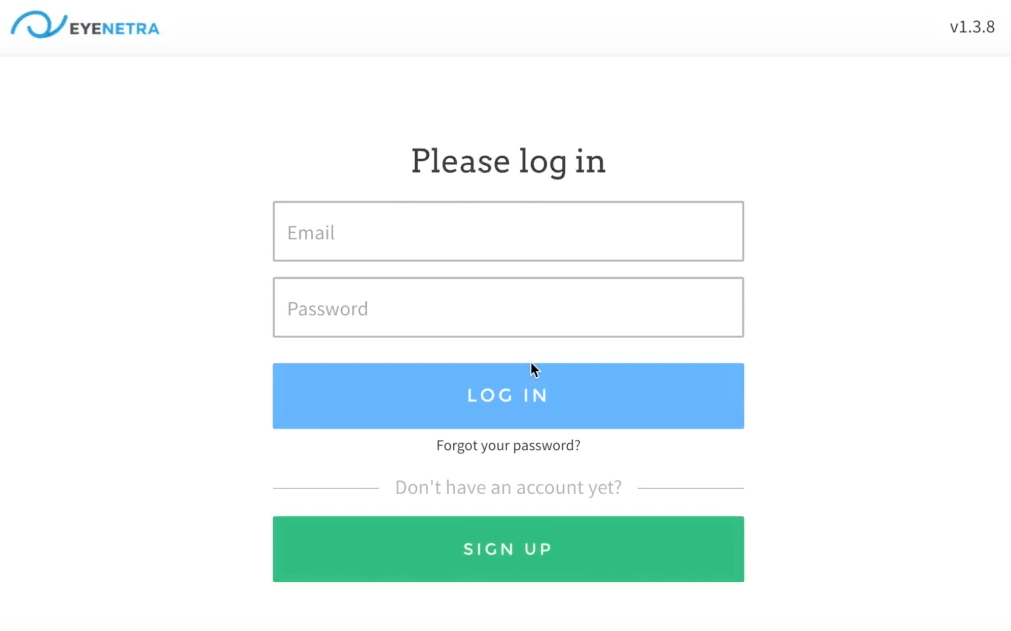 EYENETRA
v1.3.8
Please log in
Email
Password
LOG IN
Forgot your password?
Don't have an account yet?
SIGN UP